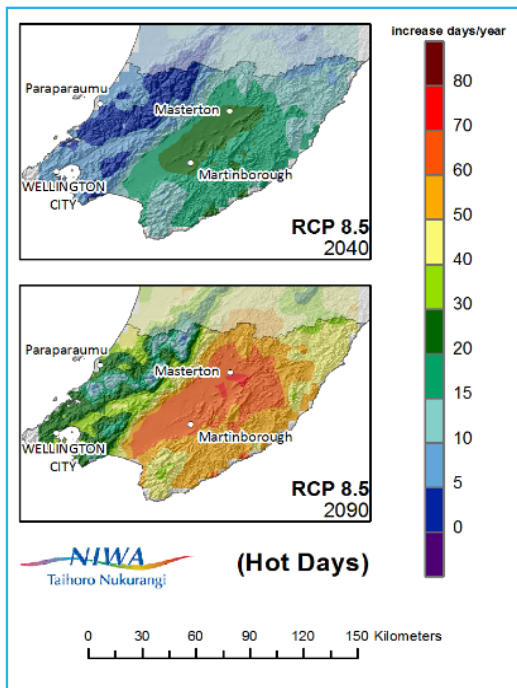 increase days/year
Paraparaumu
Masterton
Martinborough
WELLINGTON
CITY
RCP 8.5
2040
80
70
60
50
40
30
20
15
10
5
0
Paraparaumu
Masterton
Martinborough
WELLINGTON
CITY
RCP 8.5
2090
NIWA
Taihoro Nukurangi
(Hot Days)
0 30 60 90 120 150 Kilometers